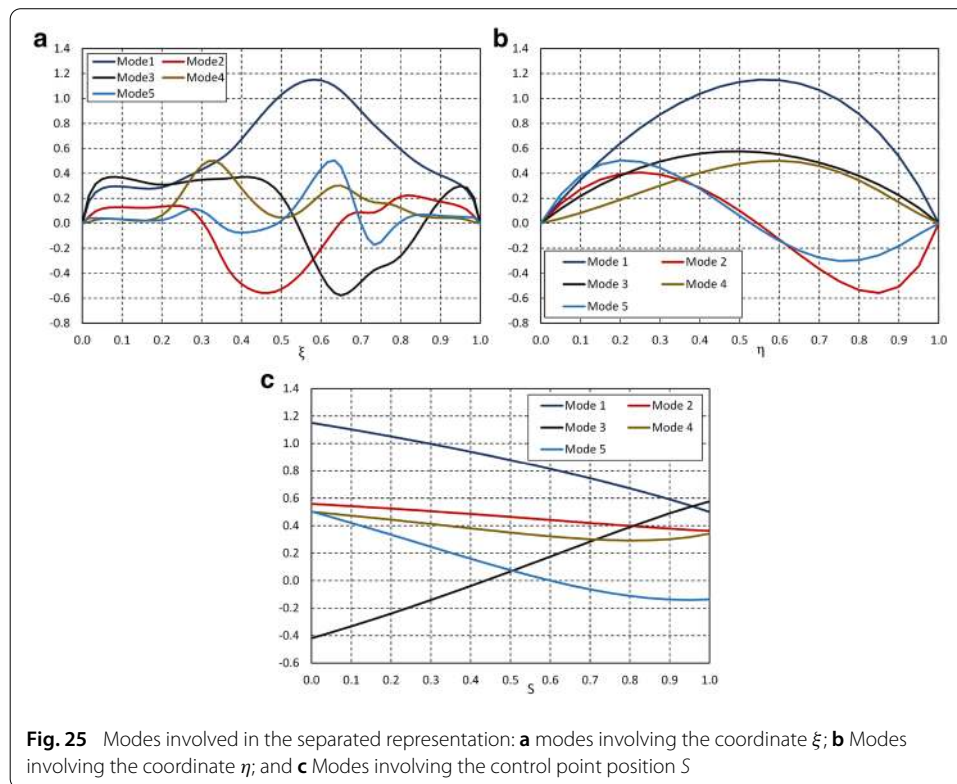 a
1.4
1.2
1.0
0.8
0.6
0.4
0.2
0.0
-0.2
-0.4
-0.6
-0.8
Mode1 Mode2
Mode3 Mode4
Mode5
0.0 0.1 0.2 0.3 0.4 0.5 0.6 0.7 0.8 0.9 1.0
ξ
b
1.4
1.2
1.0
0.8
0.6
0.4
0.2
0.0
-0.2
-0.4
-0.6
-0.8
Mode 1 Mode 2
Mode 3 Mode 4
Mode 5
0.0 0.1 0.2 0.3 0.4 0.5 0.6 0.7 0.8 0.9 1.0
η
c
1.4
1.2
1.0
0.8
0.6
0.4
0.2
0.0
-0.2
-0.4
-0.6
Mode 1 Mode 2
Mode 3 Mode 4
Mode 5
0.0 0.1 0.2 0.3 0.4 0.5 0.6 0.7 0.8 0.9 1.0
S
Fig. 25 Modes involved in the separated representation: a modes involving the coordinate ξ; b Modes
involving the coordinate η; and c Modes involving the control point position S